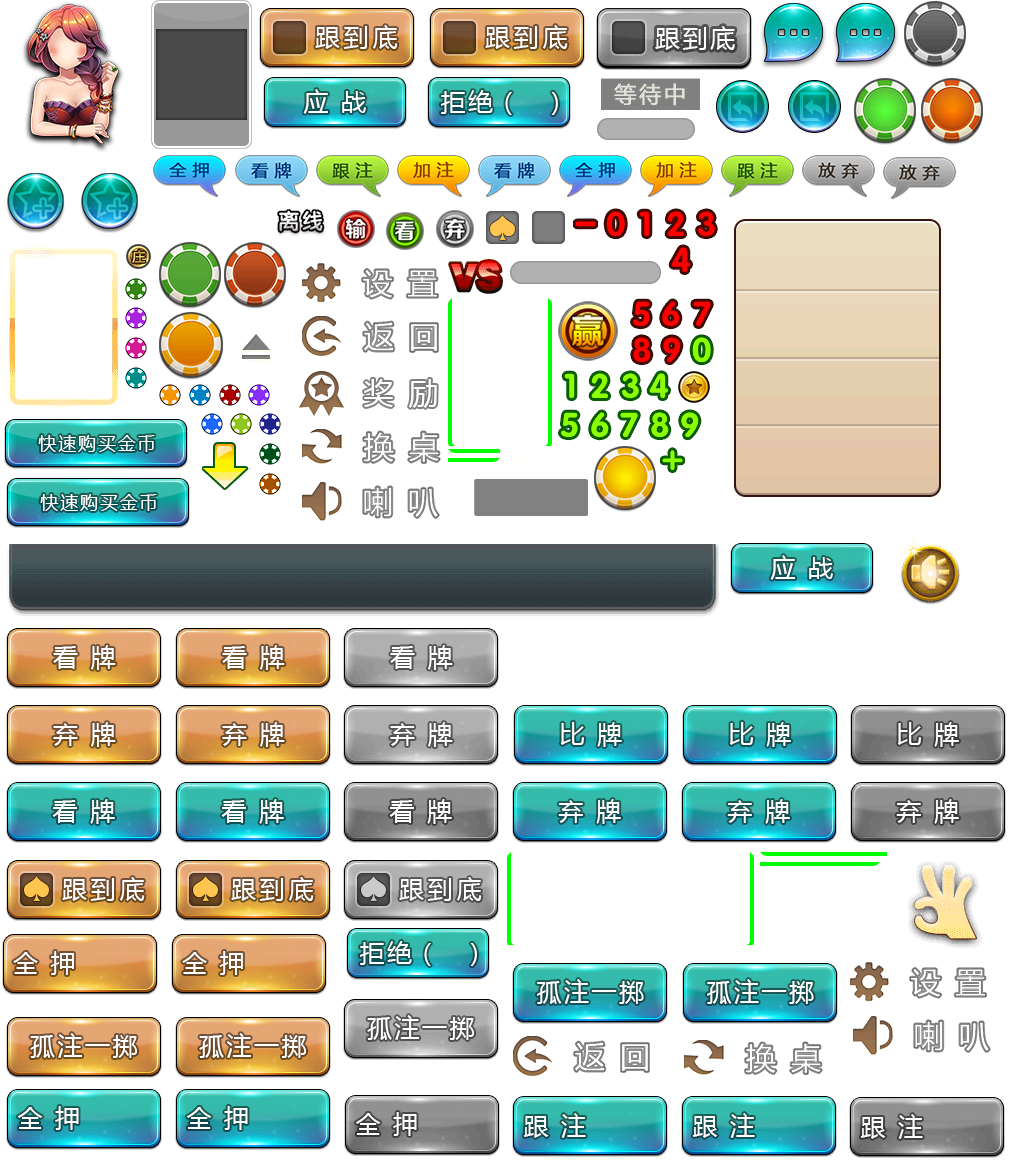 跟到底
跟到底
跟到底
应战
拒绝（ ）
等待中
全押
看牌
跟注
加注
看牌
全押
加注
跟注
放弃
放弃
离线
输
看
弃
-0123
4
庄
设置
VS
返回
赢
567
890
奖励
1234
56789
+
快速购买金币
换桌
快速购买金币
喇叭
应战
看牌
看牌
看牌
弃牌
弃牌
弃牌
比牌
比牌
比牌
看牌
看牌
看牌
弃牌
弃牌
弃牌
跟到底
跟到底
跟到底
全押
全押
拒绝（ ）
孤注一掷
孤注一掷
设置
孤注一掷
孤注一掷
孤注一掷
返回
换桌
喇叭
全押
全押
全押
跟注
跟注
跟注